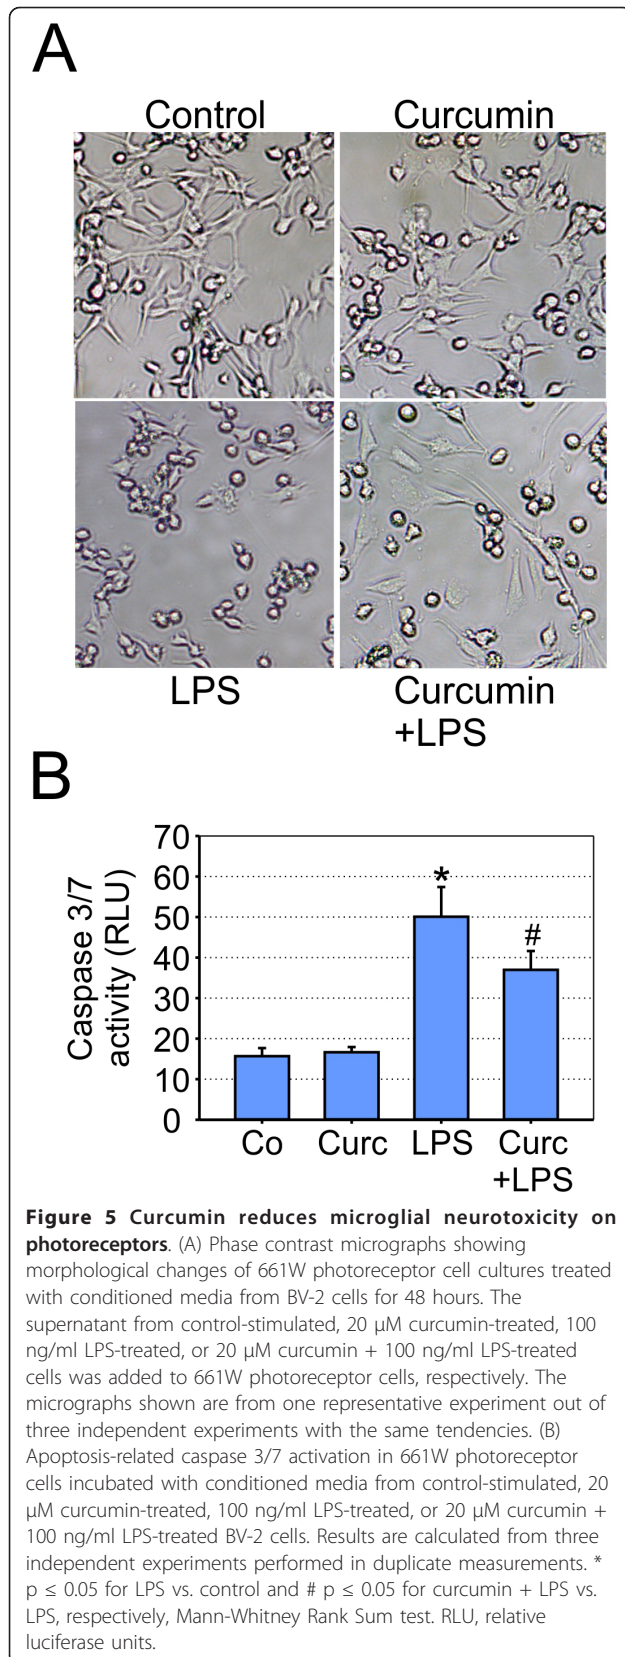 A
Control Curcumin
LPS Curcumin
+LPS
B
Caspase 3/7
activity (RLU)
70
60
50
40
30
20
10
0
*
#
Co Curc LPS Curc
+LPS
Figure 5 Curcumin reduces microglial neurotoxicity on
photoreceptors. (A) Phase contrast micrographs showing
morphological changes of 661W photoreceptor cell cultures treated
with conditioned media from BV-2 cells for 48 hours. The
supernatant from control-stimulated, 20 μM curcumin-treated, 100
ng/ml LPS-treated, or 20 μM curcumin + 100 ng/ml LPS-treated
cells was added to 661W photoreceptor cells, respectively. The
micrographs shown are from one representative experiment out of
three independent experiments with the same tendencies. (B)
Apoptosis-related caspase 3/7 activation in 661W photoreceptor
cells incubated with conditioned media from control-stimulated, 20
μM curcumin-treated, 100 ng/ml LPS-treated, or 20 μM curcumin +
100 ng/ml LPS-treated BV-2 cells. Results are calculated from three
independent experiments performed in duplicate measurements. *
p ≤ 0.05 for LPS vs. control and # p ≤ 0.05 for curcumin + LPS vs.
LPS, respectively, Mann-Whitney Rank Sum test. RLU, relative
luciferase units.